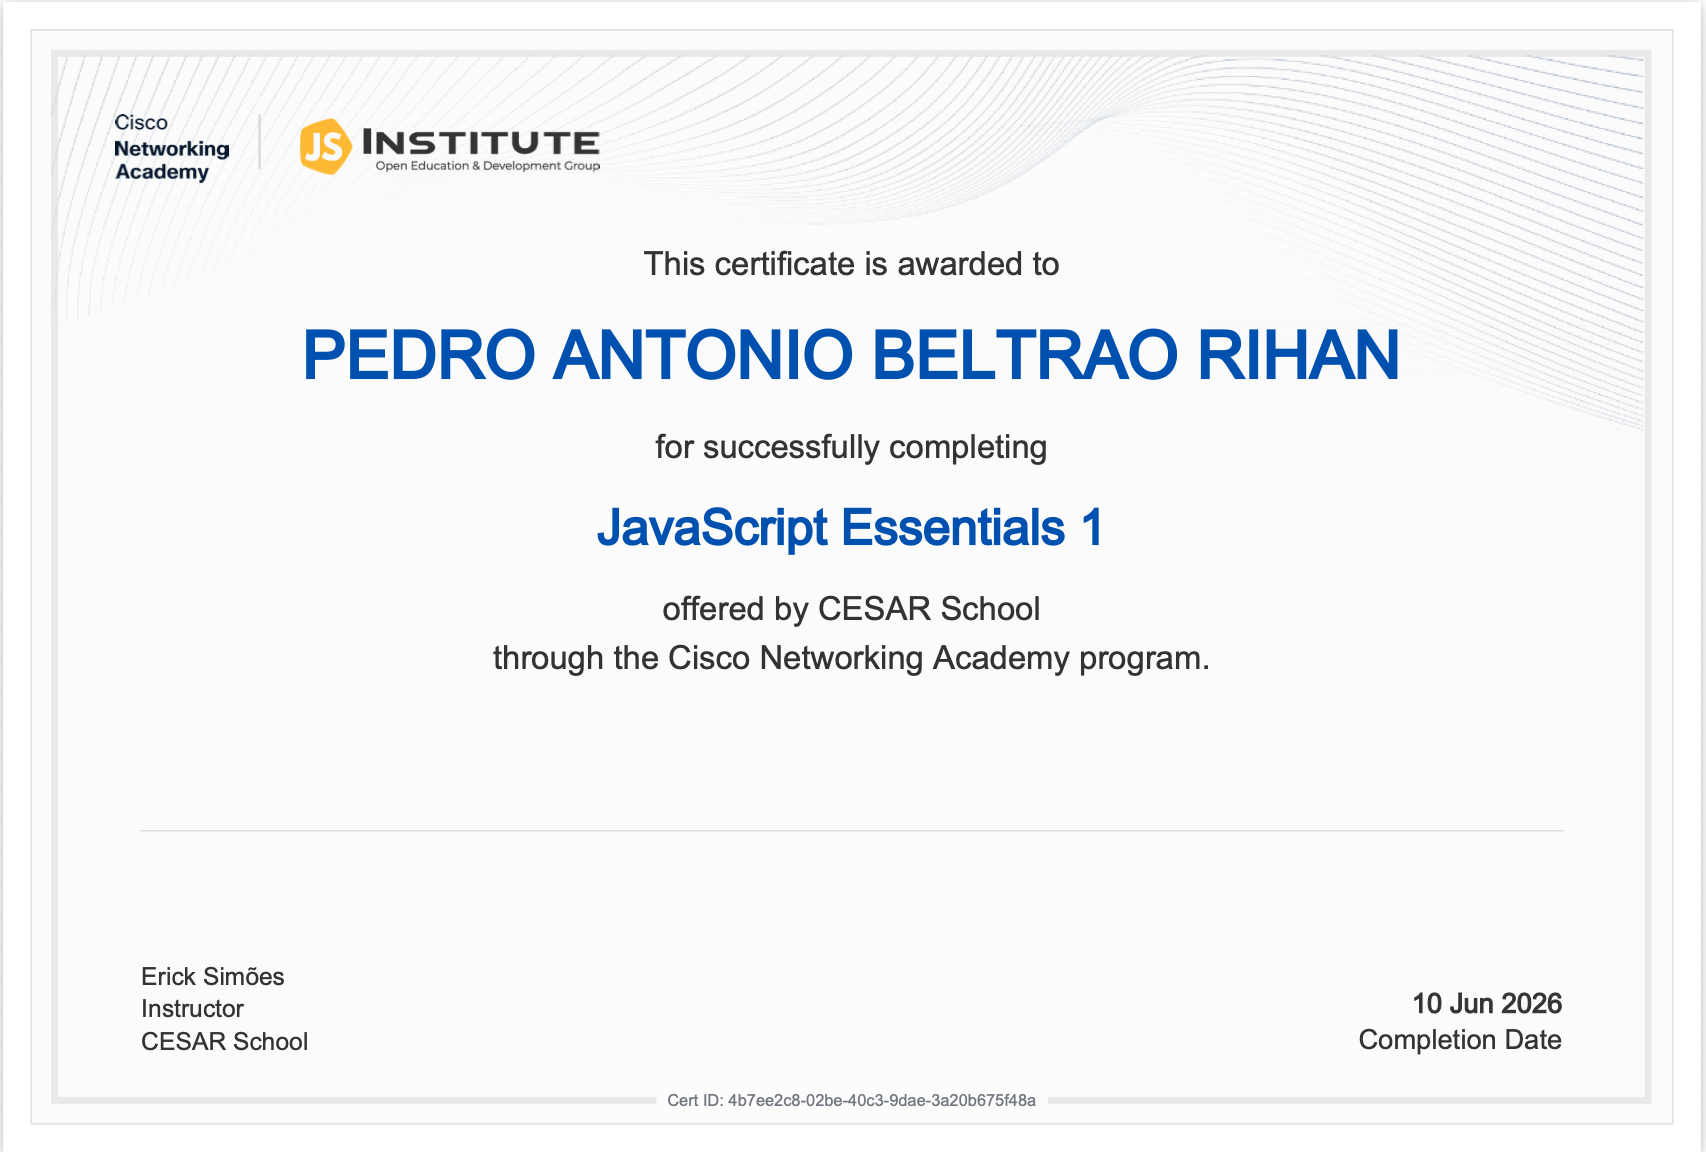 Cisco
Networking
Academy
JS INSTITUTE
Open Education & Development Group
This certificate is awarded to
PEDRO ANTONIO BELTRAO RIHAN
for successfully completing
JavaScript Essentials 1
offered by CESAR School
through the Cisco Networking Academy program.
Erick Simões
Instructor
CESAR School
10 Jun 2026
Completion Date
Cert ID: 4b7ee2c8-02be-40c3-9dae-3a20b675f48a